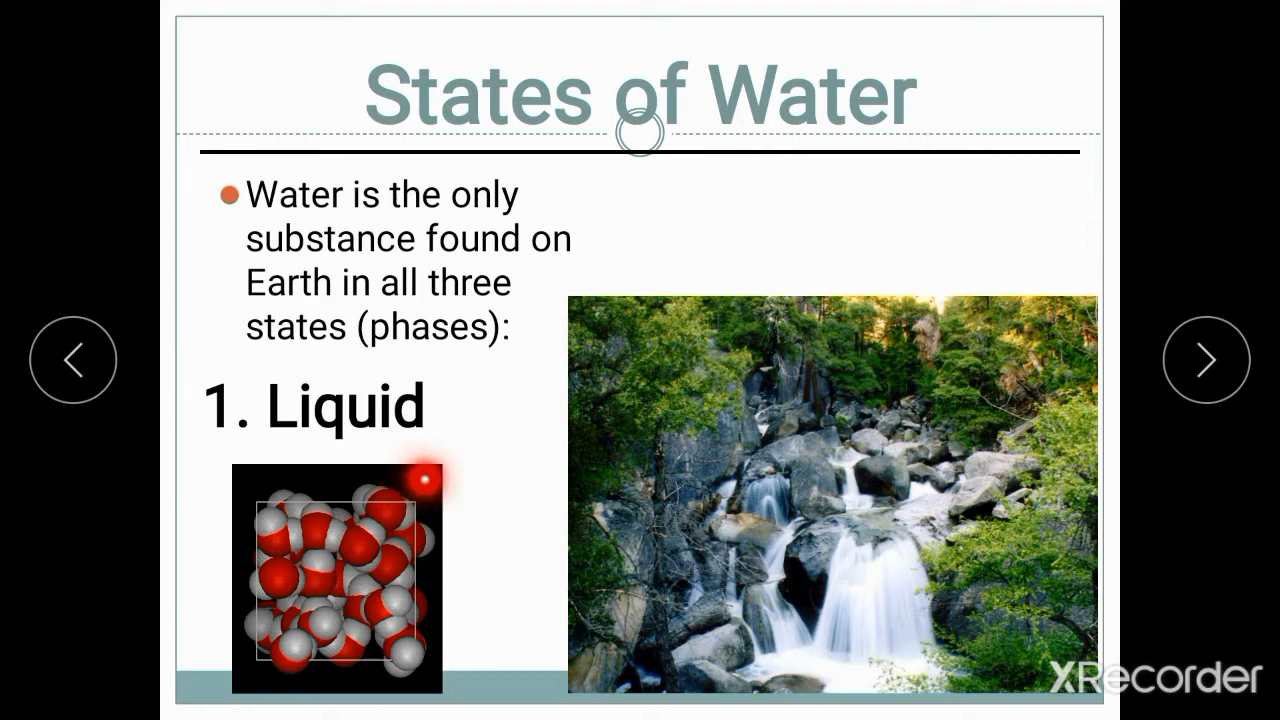 States of Water
Water is the only
substance found on
Earth in all three
states (phases):
1. Liquid
XRecorder